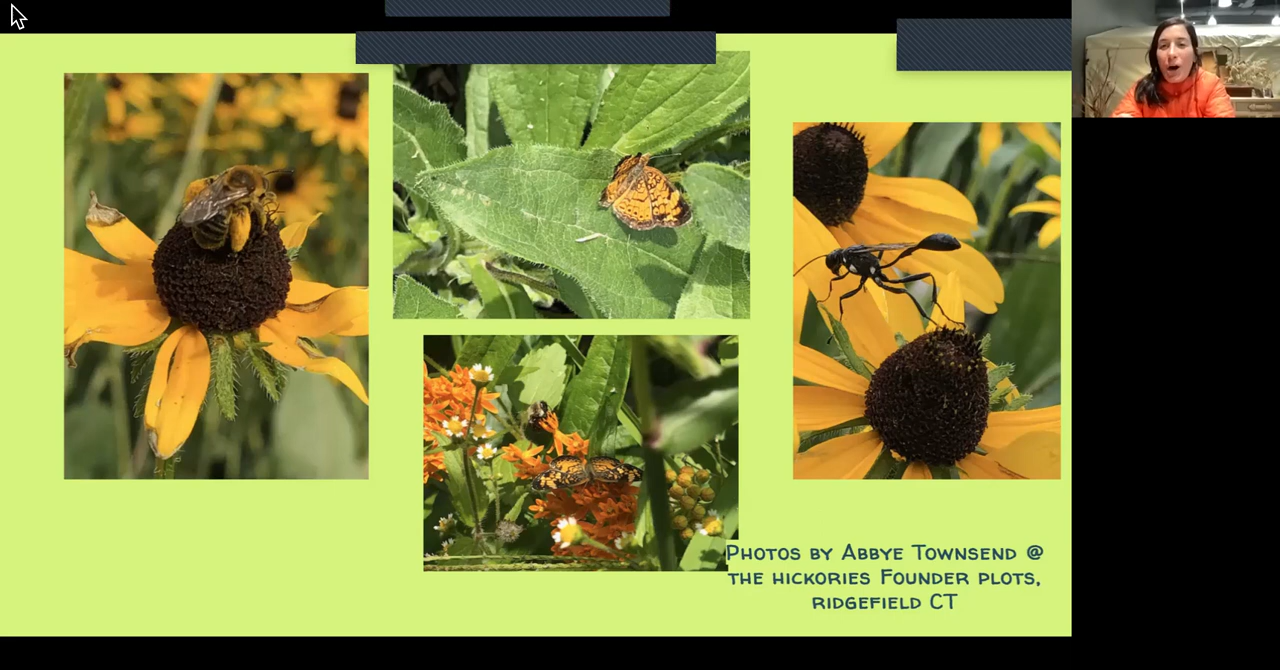 Photos by Abbye Townsend @
the hickories Founder plots,
ridgefield CT